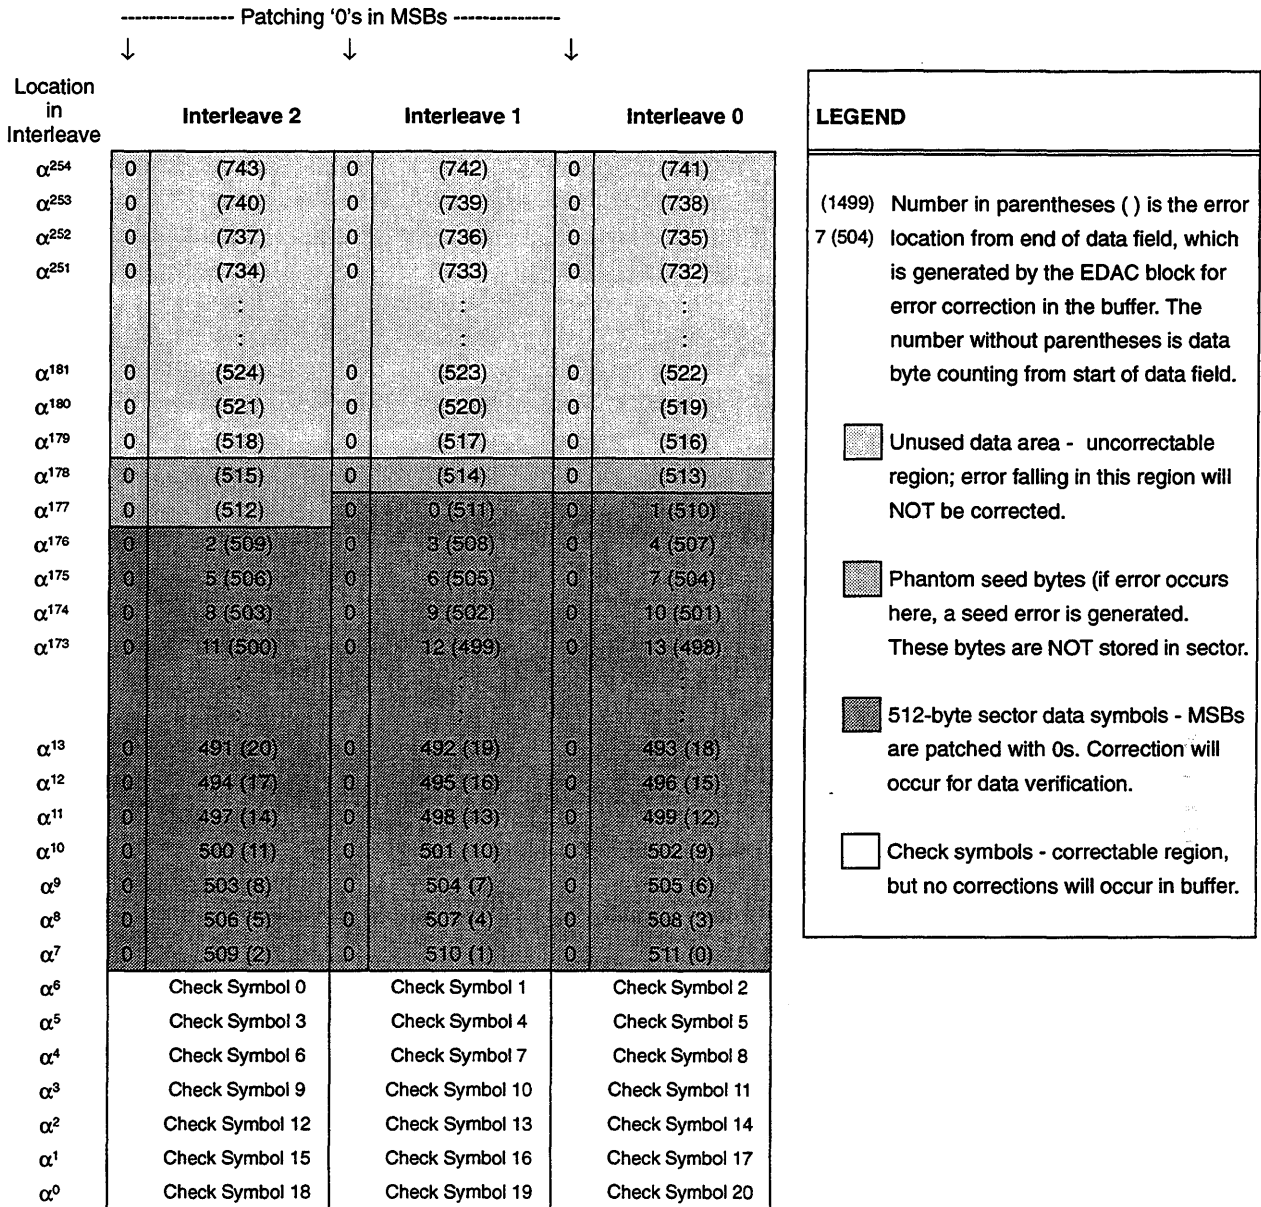 ---------------- Patching '0's in MSBs ----------------
↓ ↓ ↓
Location
in
Interleave
Interleave 2 Interleave 1 Interleave 0
α254 0 (743) 0 (742) 0 (741)
α253 0 (740) 0 (739) 0 (738)
α252 0 (737) 0 (736) 0 (735)
α251 0 (734) 0 (733) 0 (732)
: : :
: : :
α181 0 (524) 0 (523) 0 (522)
α180 0 (521) 0 (520) 0 (519)
α179 0 (518) 0 (517) 0 (516)
α178 0 (515) 0 (514) 0 (513)
α177 0 (512) 0 0 (511) 0 1 (510)
α176 0 2 (509) 0 3 (508) 0 4 (507)
α175 0 5 (506) 0 6 (505) 0 7 (504)
α174 0 8 (503) 0 9 (502) 0 10 (501)
α173 0 11 (500) 0 12 (499) 0 13 (498)
: : :
: : :
α13 0 491 (20) 0 492 (19) 0 493 (18)
α12 0 494 (17) 0 495 (16) 0 496 (15)
α11 0 497 (14) 0 498 (13) 0 499 (12)
α10 0 500 (11) 0 501 (10) 0 502 (9)
α9 0 503 (8) 0 504 (7) 0 505 (6)
α8 0 506 (5) 0 507 (4) 0 508 (3)
α7 0 509 (2) 0 510 (1) 0 511 (0)
α6 Check Symbol 0 Check Symbol 1 Check Symbol 2
α5 Check Symbol 3 Check Symbol 4 Check Symbol 5
α4 Check Symbol 6 Check Symbol 7 Check Symbol 8
α3 Check Symbol 9 Check Symbol 10 Check Symbol 11
α2 Check Symbol 12 Check Symbol 13 Check Symbol 14
α1 Check Symbol 15 Check Symbol 16 Check Symbol 17
α0 Check Symbol 18 Check Symbol 19 Check Symbol 20
LEGEND
(1499) Number in parentheses ( ) is the error
7 (504) location from end of data field, which
is generated by the EDAC block for
error correction in the buffer. The
number without parentheses is data
byte counting from start of data field.
Unused data area - uncorrectable
region; error falling in this region will
NOT be corrected.
Phantom seed bytes (if error occurs
here, a seed error is generated.
These bytes are NOT stored in sector.
512-byte sector data symbols - MSBs
are patched with 0s. Correction will
occur for data verification.
Check symbols - correctable region,
but no corrections will occur in buffer.